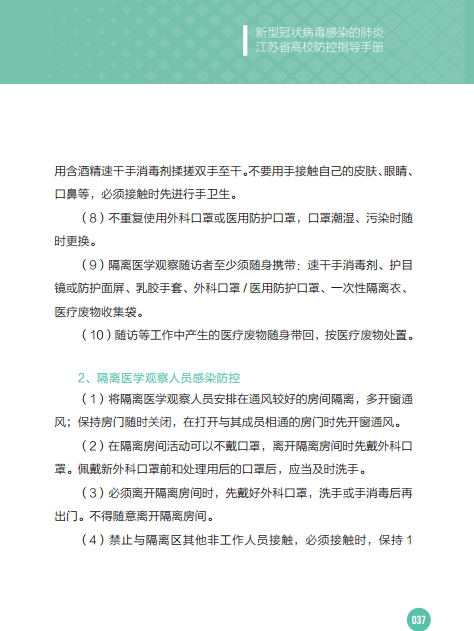 新型冠状病毒感染的肺炎
江苏省高校防控指导手册
用含酒精速干手消毒剂揉搓双手至干。不要用手接触自己的皮肤、眼睛、
口鼻等，必须接触时先进行手卫生。
（8）不重复使用外科口罩或医用防护口罩，口罩潮湿、污染时随
时更换。
（9）隔离医学观察随访者至少须随身携带：速干手消毒剂、护目
镜或防护面屏、乳胶手套、外科口罩 / 医用防护口罩、一次性隔离衣、
医疗废物收集袋。
（10）随访等工作中产生的医疗废物随身带回，按医疗废物处置。
2、隔离医学观察人员感染防控
（1）将隔离医学观察人员安排在通风较好的房间隔离，多开窗通
风；保持房门随时关闭，在打开与其成员相通的房门时先开窗通风。
（2）在隔离房间活动可以不戴口罩，离开隔离房间时先戴外科口
罩。佩戴新外科口罩前和处理用后的口罩后，应当及时洗手。
（3）必须离开隔离房间时，先戴好外科口罩，洗手或手消毒后再
出门。不得随意离开隔离房间。
（4）禁止与隔离区其他非工作人员接触，必须接触时，保持 1
037